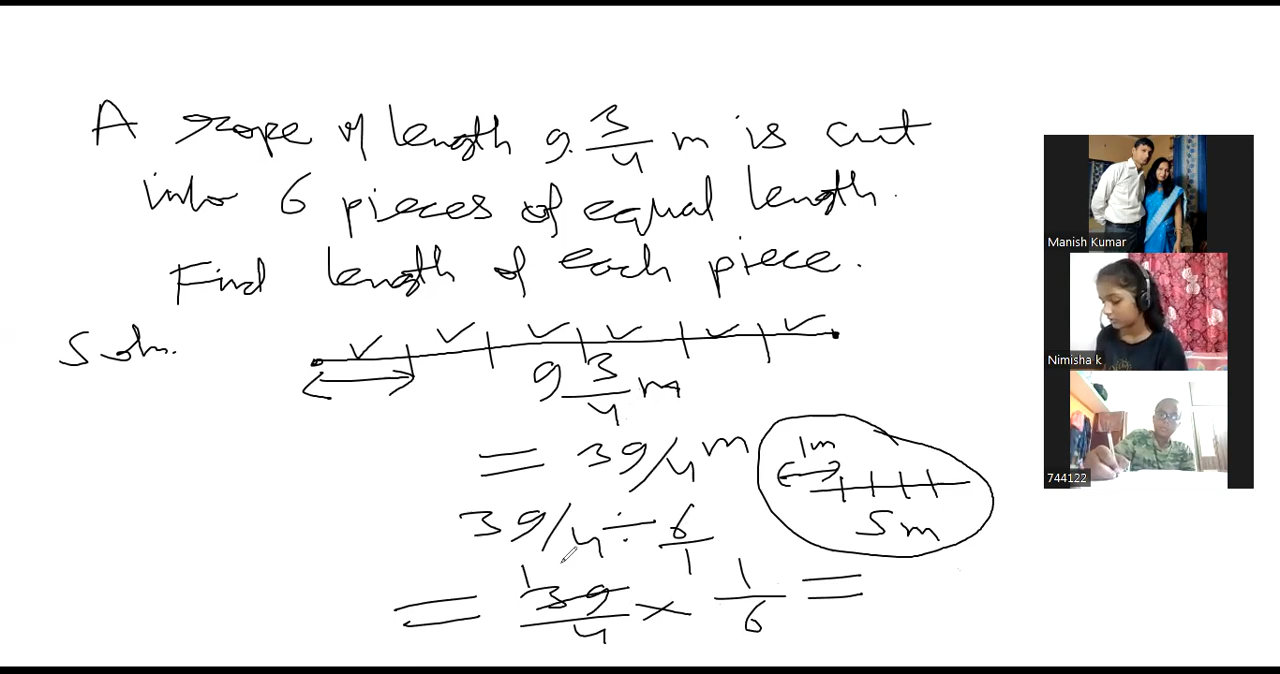 A rope of length 9 3/4 m is cut
into 6 pieces of equal length.
Find length of each piece.
Soln.
9 3/4 m
= 39/4 m
1m
5m
39/4 ÷ 6/1
= 39/4 × 1/6 =
Manish Kumar
Nimisha k
744122